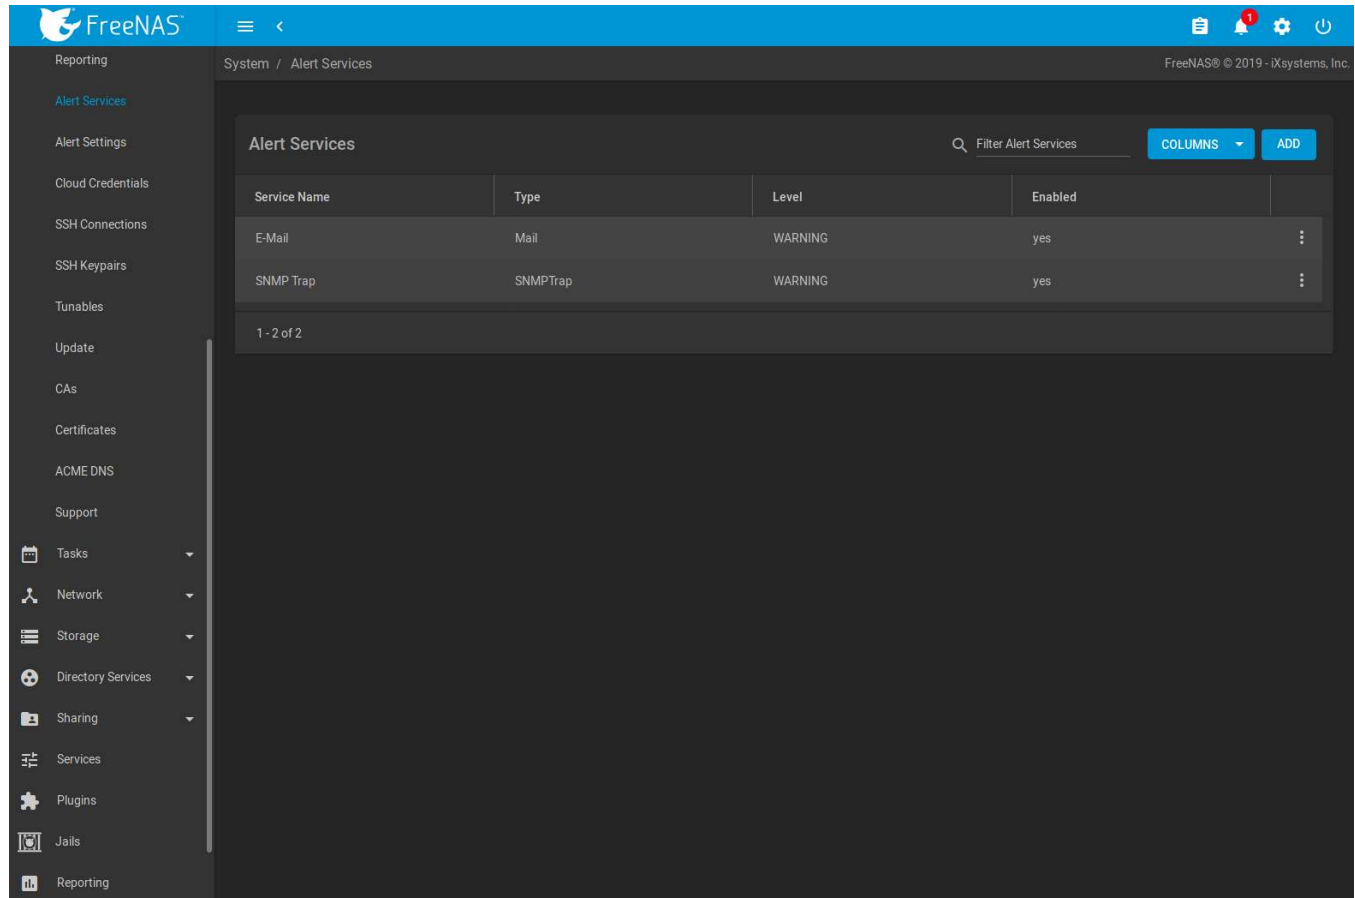 FreeNAS®
1
Reporting
System / Alert Services
FreeNAS® © 2019 - iXsystems, Inc.
Alert Services
Alert Settings
Cloud Credentials
SSH Connections
SSH Keypairs
Tunables
Update
CAs
Certificates
ACME DNS
Support
Tasks
Network
Storage
Directory Services
Sharing
Services
Plugins
Jails
Reporting
Alert Services
Filter Alert Services
COLUMNS
ADD
Service Name Type Level Enabled
E-Mail Mail WARNING yes
SNMP Trap SNMPTrap WARNING yes
1 - 2 of 2